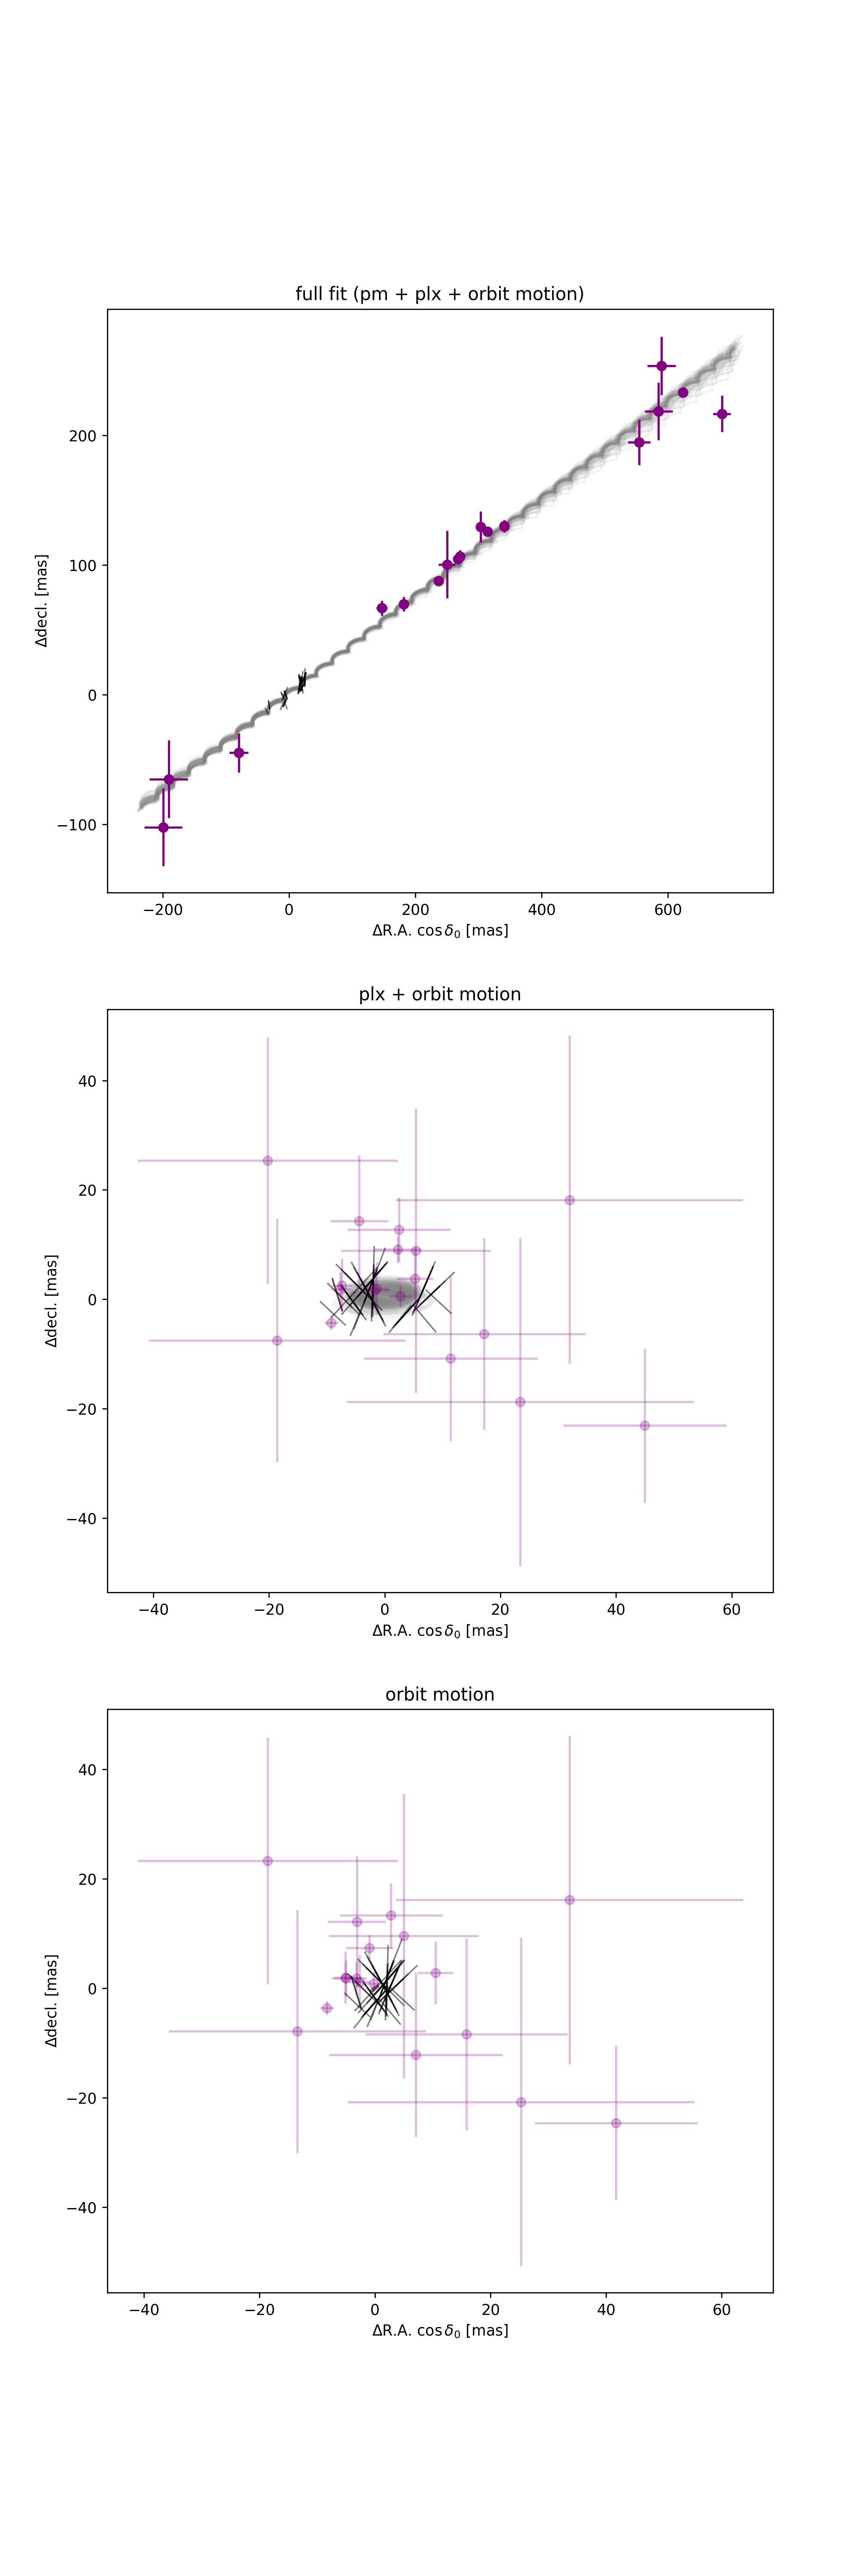 full fit (pm + plx + orbit motion)
Δdecl. [mas]
200
100
0
−100
−200 0 200 400 600
ΔR.A. cos δ₀ [mas]
plx + orbit motion
Δdecl. [mas]
40
20
0
−20
−40
−40 −20 0 20 40 60
ΔR.A. cos δ₀ [mas]
orbit motion
Δdecl. [mas]
40
20
0
−20
−40
−40 −20 0 20 40 60
ΔR.A. cos δ₀ [mas]